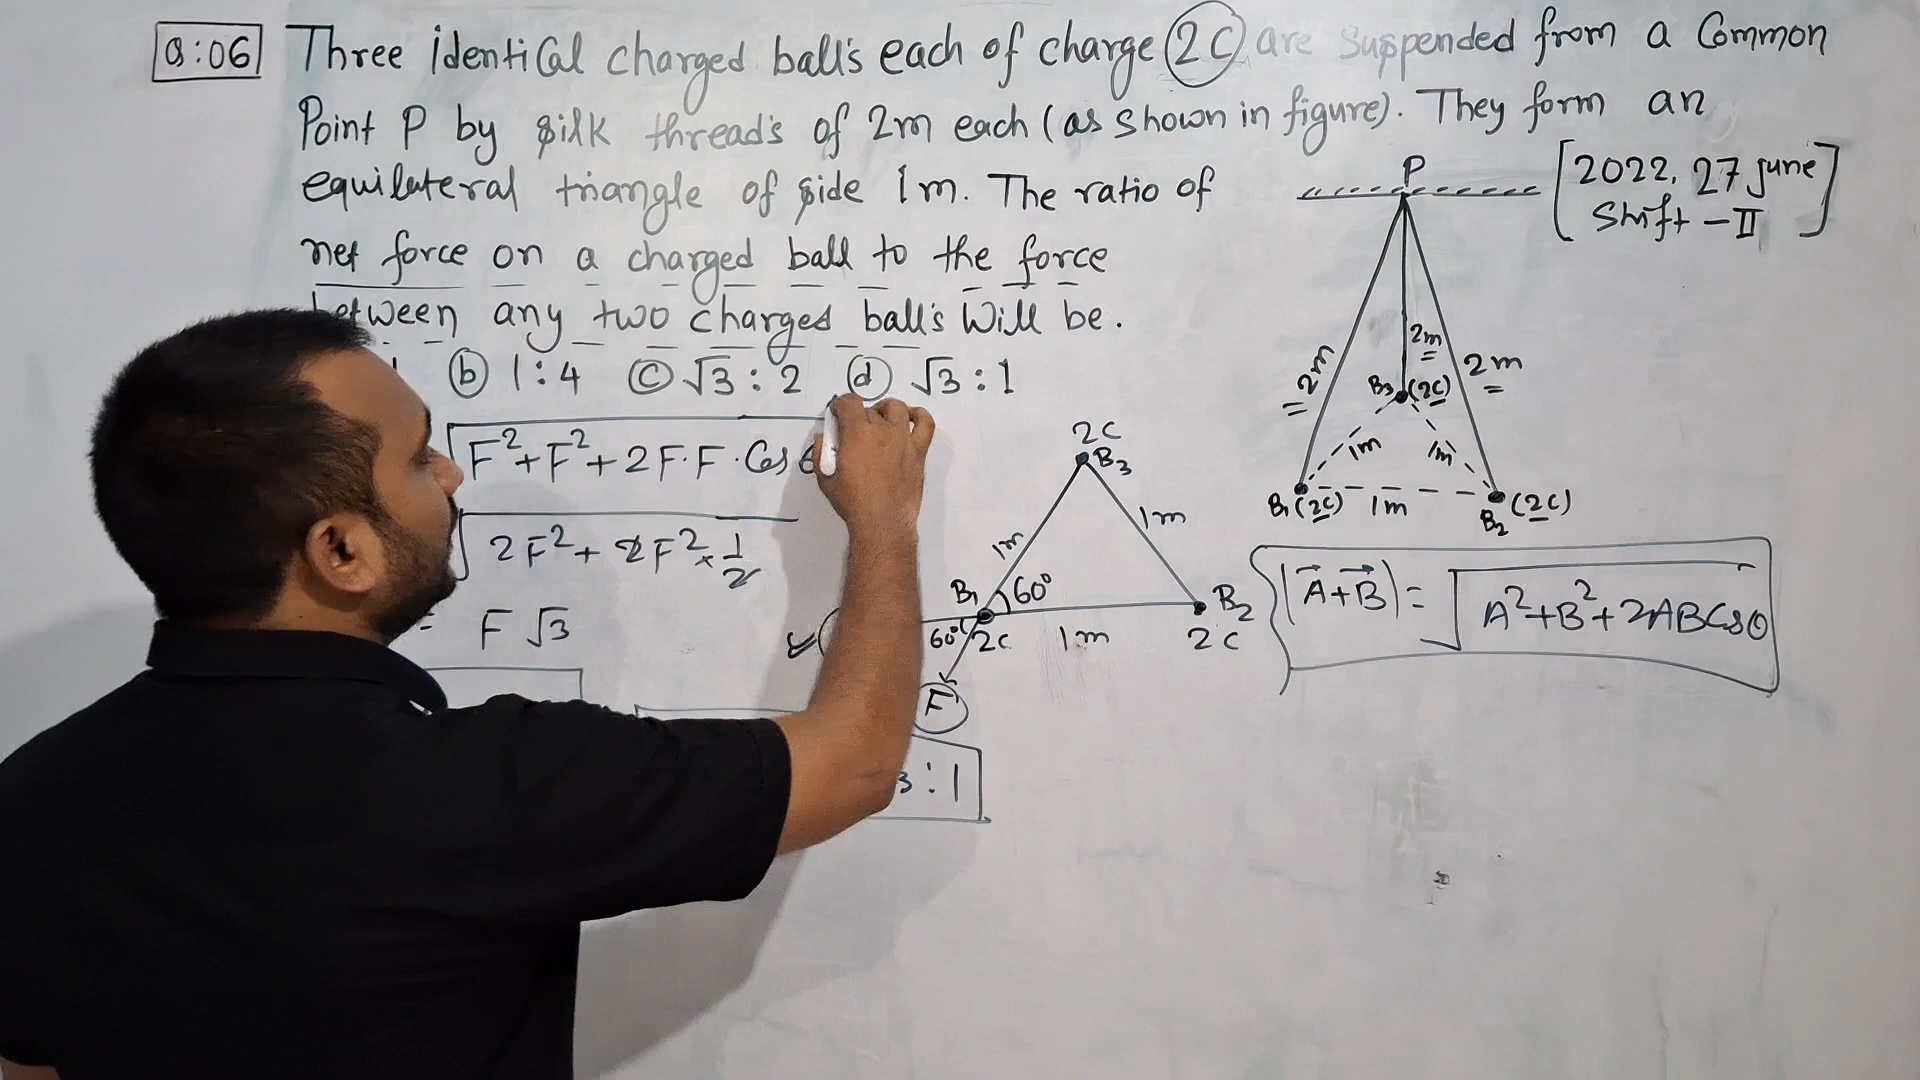 Q:06 Three identical charged ball's each of charge 2C are suspended from a Common
Point P by silk thread's of 2m each (as shown in figure). They form an
equilateral triangle of side 1m. The ratio of
net force on a charged ball to the force
between any two charged ball's will be.
ⓑ 1:4 ⓒ √3:2 ⓓ √3:1
[2022, 27 june
Shift-II]
P
2m
2m
2m
B₃ (2C)
1m
1m
B₁ (2C)
1m
B₂ (2C)
√F²+F²+2F·F·Cos
√2F²+2F²×1/2
= F√3
3:1
2C
B₃
1m
1m
B₁
60°
B₂
60°
2C
1m
2C
F
|A⃗+B⃗| = √A²+B²+2ABCosθ